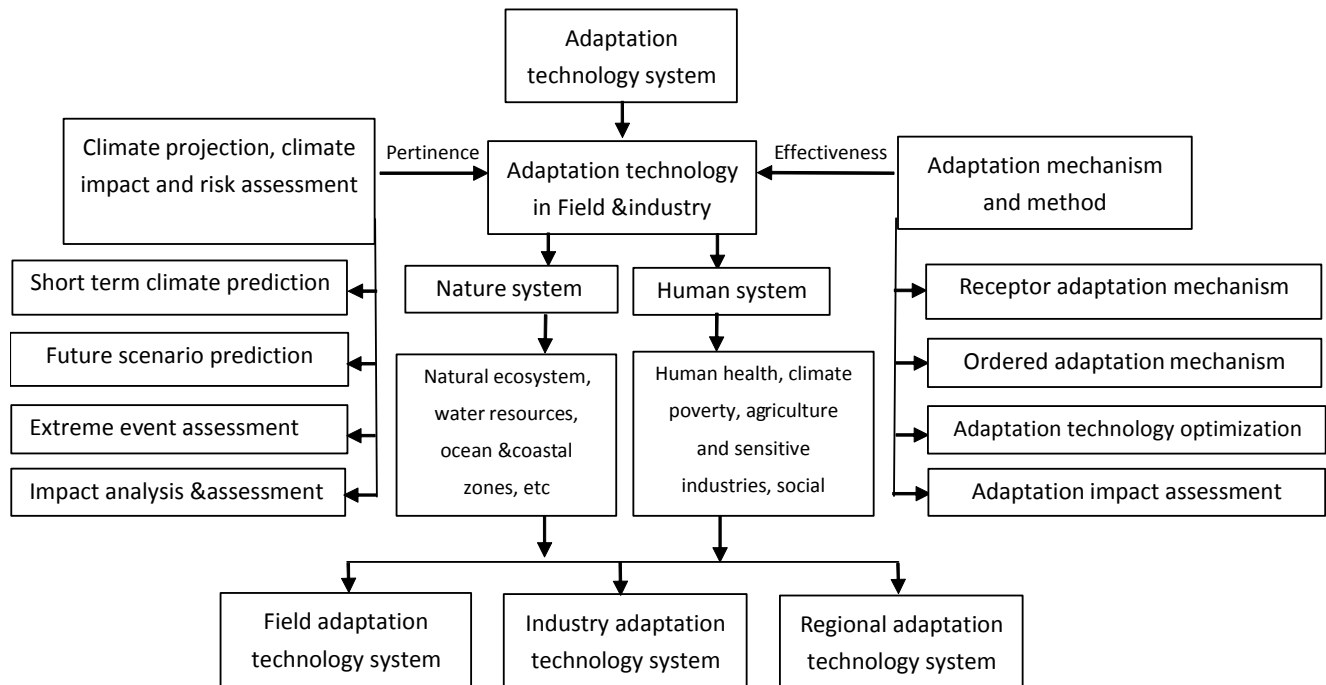 Adaptation
technology system
Climate projection, climate
impact and risk assessment
Pertinence
Adaptation technology
in Field &industry
Effectiveness
Adaptation mechanism
and method
Short term climate prediction
Future scenario prediction
Extreme event assessment
Impact analysis &assessment
Nature system
Human system
Natural ecosystem,
water resources,
ocean &coastal
zones, etc
Human health, climate
poverty, agriculture
and sensitive
industries, social
Receptor adaptation mechanism
Ordered adaptation mechanism
Adaptation technology optimization
Adaptation impact assessment
Field adaptation
technology system
Industry adaptation
technology system
Regional adaptation
technology system